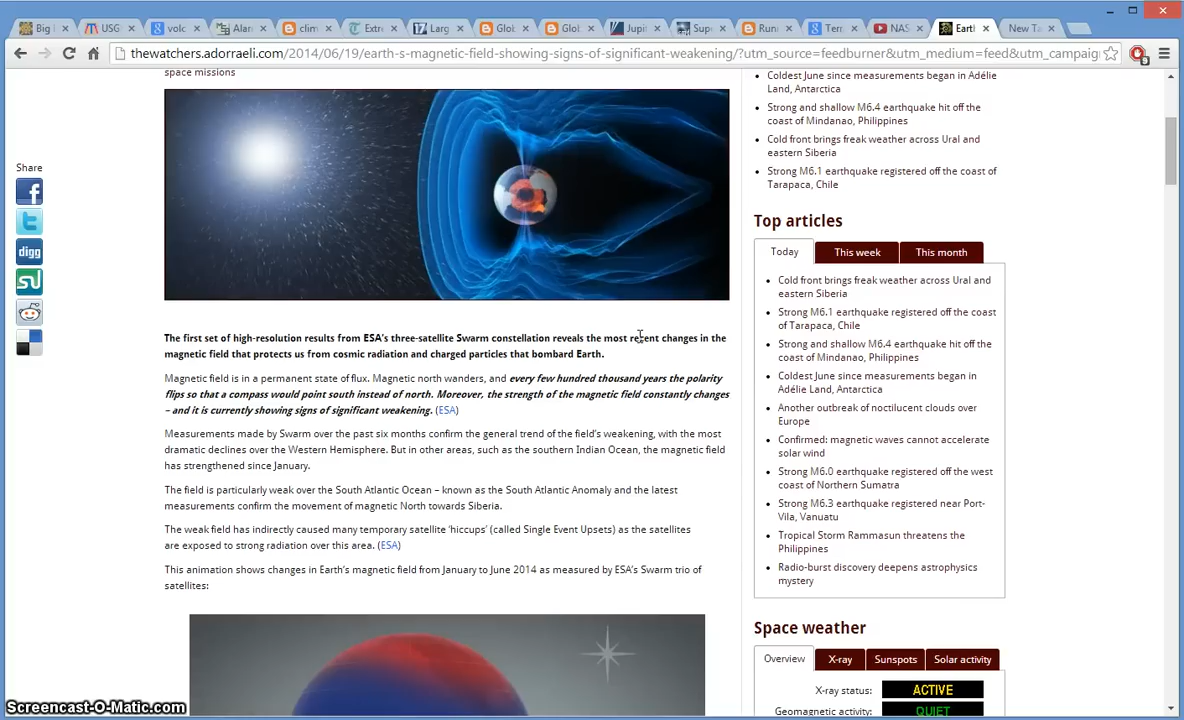 Big i
USG
volc
Alan
clim
Extre
Larg
Glob
Glob
Jupit
Supe
Runn
Terr
NAS
Eartl
New Ta
thewatchers.adorraeli.com/2014/06/19/earth-s-magnetic-field-showing-signs-of-significant-weakening/?utm_source=feedburner&utm_medium=feed&utm_campaig
space missions
Share
digg
The first set of high-resolution results from ESA's three-satellite Swarm constellation reveals the most recent changes in the
magnetic field that protects us from cosmic radiation and charged particles that bombard Earth.
Magnetic field is in a permanent state of flux. Magnetic north wanders, and every few hundred thousand years the polarity
flips so that a compass would point south instead of north. Moreover, the strength of the magnetic field constantly changes
– and it is currently showing signs of significant weakening. (ESA)
Measurements made by Swarm over the past six months confirm the general trend of the field's weakening, with the most
dramatic declines over the Western Hemisphere. But in other areas, such as the southern Indian Ocean, the magnetic field
has strengthened since January.
The field is particularly weak over the South Atlantic Ocean – known as the South Atlantic Anomaly and the latest
measurements confirm the movement of magnetic North towards Siberia.
The weak field has indirectly caused many temporary satellite 'hiccups' (called Single Event Upsets) as the satellites
are exposed to strong radiation over this area. (ESA)
This animation shows changes in Earth's magnetic field from January to June 2014 as measured by ESA's Swarm trio of
satellites:
Coldest June since measurements began in Adélie
Land, Antarctica
Strong and shallow M6.4 earthquake hit off the
coast of Mindanao, Philippines
Cold front brings freak weather across Ural and
eastern Siberia
Strong M6.1 earthquake registered off the coast of
Tarapaca, Chile
Top articles
Today
This week
This month
Cold front brings freak weather across Ural and
eastern Siberia
Strong M6.1 earthquake registered off the coast
of Tarapaca, Chile
Strong and shallow M6.4 earthquake hit off the
coast of Mindanao, Philippines
Coldest June since measurements began in
Adélie Land, Antarctica
Another outbreak of noctilucent clouds over
Europe
Confirmed: magnetic waves cannot accelerate
solar wind
Strong M6.0 earthquake registered off the west
coast of Northern Sumatra
Strong M6.3 earthquake registered near Port-
Vila, Vanuatu
Tropical Storm Rammasun threatens the
Philippines
Radio-burst discovery deepens astrophysics
mystery
Space weather
Overview
X-ray
Sunspots
Solar activity
X-ray status: ACTIVE
Geomagnetic activity: QUIET
Screencast-O-Matic.com